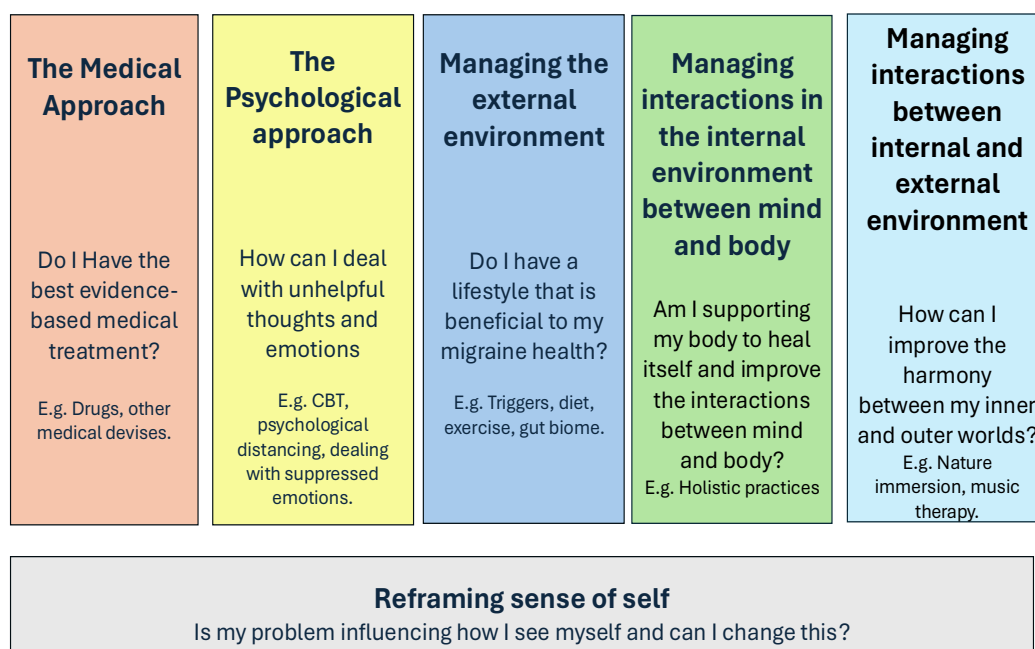 The Medical
Approach
Do I Have the
best evidence-
based medical
treatment?
E.g. Drugs, other
medical devises.
The
Psychological
approach
How can I deal
with unhelpful
thoughts and
emotions
E.g. CBT,
psychological
distancing, dealing
with suppressed
emotions.
Managing the
external
environment
Do I have a
lifestyle that is
beneficial to my
migraine health?
E.g. Triggers, diet,
exercise, gut biome.
Managing
interactions in
the internal
environment
between mind
and body
Am I supporting
my body to heal
itself and improve
the interactions
between mind
and body?
E.g. Holistic practices
Managing
interactions
between
internal and
external
environment
How can I
improve the
harmony
between my inner
and outer worlds?
E.g. Nature
immersion, music
therapy.
Reframing sense of self
Is my problem influencing how I see myself and can I change this?